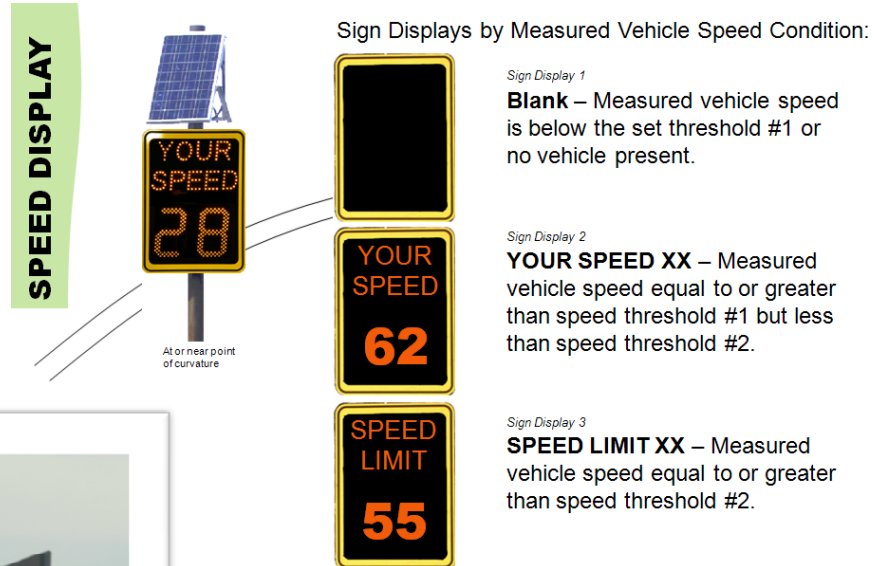 SPEED DISPLAY
Sign Displays by Measured Vehicle Speed Condition:
YOUR
SPEED
28
At or near point
of curvature
Sign Display 1
Blank – Measured vehicle speed
is below the set threshold #1 or
no vehicle present.
YOUR
SPEED
62
Sign Display 2
YOUR SPEED XX – Measured
vehicle speed equal to or greater
than speed threshold #1 but less
than speed threshold #2.
SPEED
LIMIT
55
Sign Display 3
SPEED LIMIT XX – Measured
vehicle speed equal to or greater
than speed threshold #2.